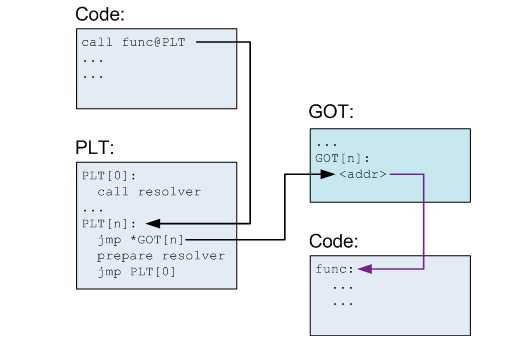 Code:
call func@PLT
...
...
PLT:
PLT[0]:
call resolver
...
PLT[n]:
jmp *GOT[n]
prepare resolver
jmp PLT[0]
GOT:
...
GOT[n]:
<addr>
Code:
func:
...
...